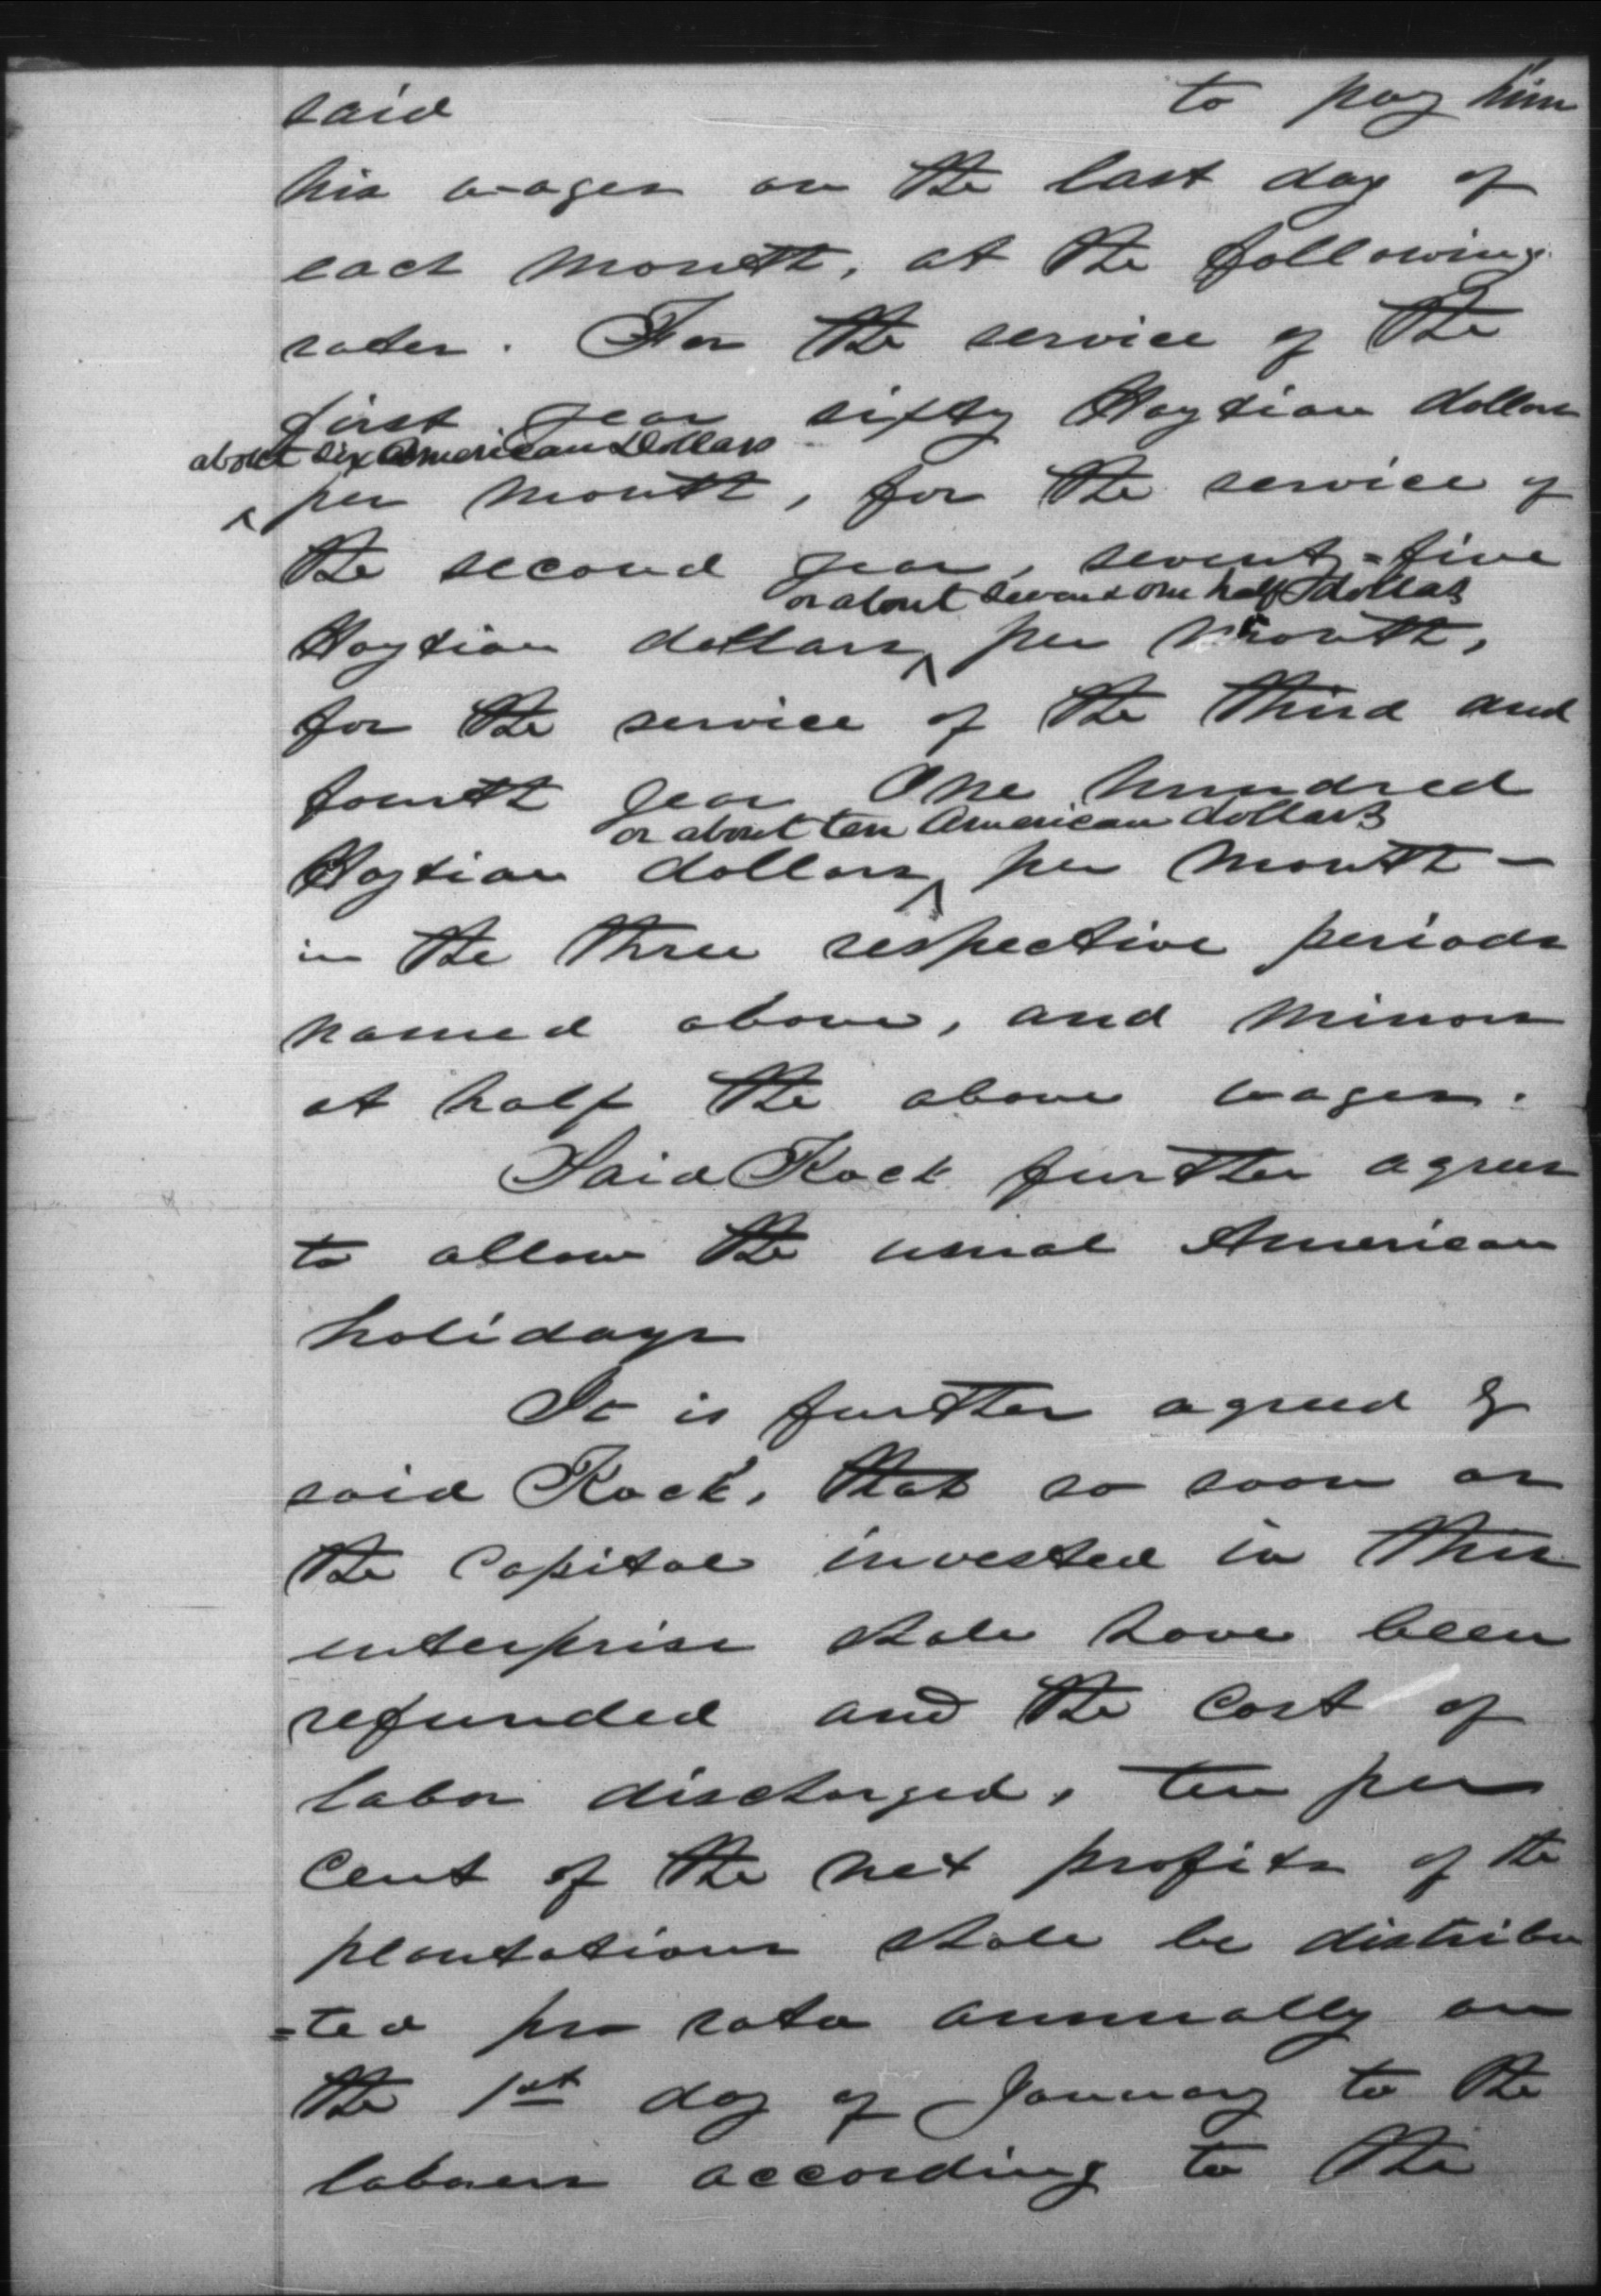 said to pay him
his wages on the last day of
each month, at the following
rates. For the service of the
first year sixty Haytian dollars
about six American Dollars
^ per month, for the service of
the second year, seventy=five
or about seven & one half dollars
Haytian dollars ^ per month,
for the service of the third and
fourth year One hundred
or about ten American dollars
Haytian dollars ^ per month —
in the three respective periods
named above, and minors
at half the above wages.
Said Kock further agrees
to allow the usual American
holidays
It is further agreed by
said Kock, that so soon as
the Capital invested in this
enterprise shall have been
refunded and the Cost of
labor discharged, ten per
Cent of the net profits of the
plantations shall be distribu
=ted pro rata annually on
the 1st day of January to the
laborers according to the